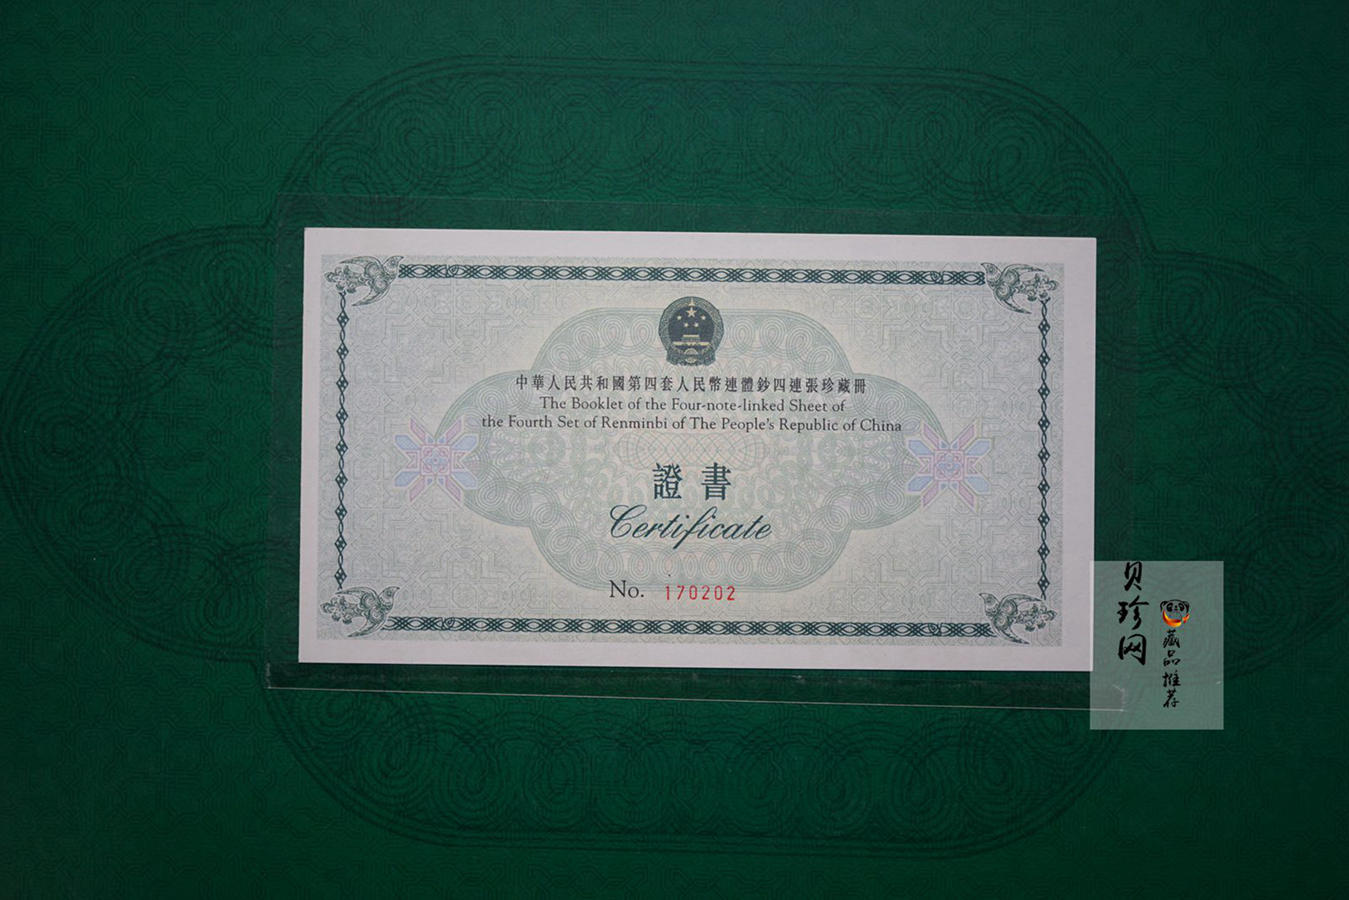 中華人民共和國第四套人民幣連體鈔四連張珍藏冊
The Booklet of the Four-note-linked Sheet of
the Fourth Set of Renminbi of The People's Republic of China
證書
Certificate
No. 170202
贝珍网
藏品推荐